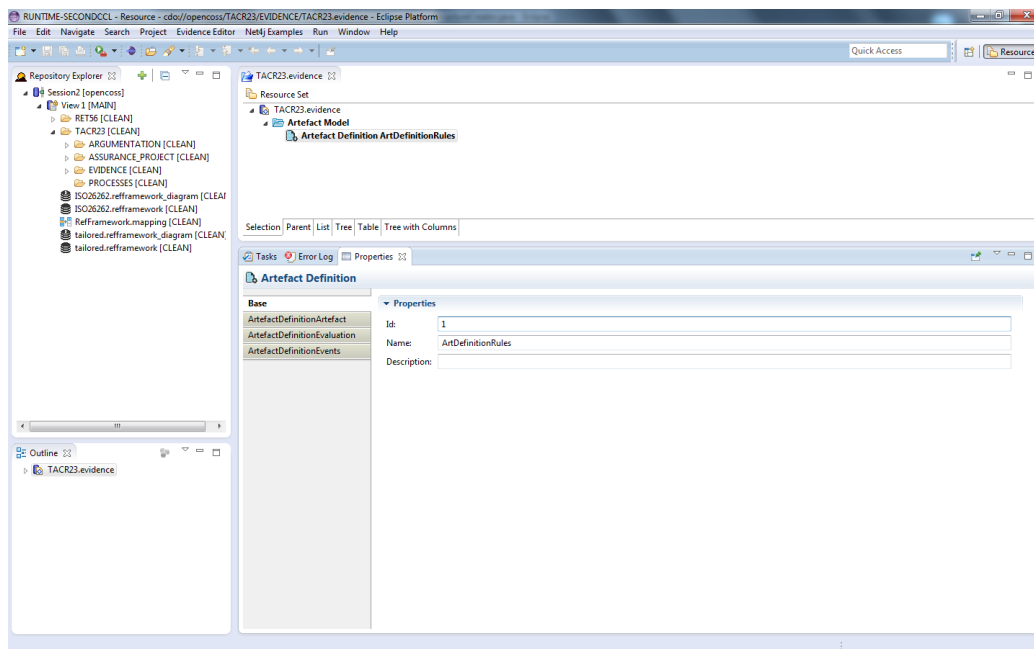 RUNTIME-SECONDCCL - Resource - cdo://opencoss/TACR23/EVIDENCE/TACR23.evidence - Eclipse Platform
File Edit Navigate Search Project Evidence Editor Net4j Examples Run Window Help
Quick Access
Resource
Repository Explorer
Session2 [opencoss]
View 1 [MAIN]
RET56 [CLEAN]
TACR23 [CLEAN]
ARGUMENTATION [CLEAN]
ASSURANCE_PROJECT [CLEAN]
EVIDENCE [CLEAN]
PROCESSES [CLEAN]
ISO26262.refframework_diagram [CLEAN
ISO26262.refframework [CLEAN]
RefFramework.mapping [CLEAN]
tailored.refframework_diagram [CLEAN]
tailored.refframework [CLEAN]
TACR23.evidence
Resource Set
TACR23.evidence
Artefact Model
Artefact Definition ArtDefinitionRules
Selection Parent List Tree Table Tree with Columns
Tasks Error Log Properties
Artefact Definition
Base
ArtefactDefinitionArtefact
ArtefactDefinitionEvaluation
ArtefactDefinitionEvents
Properties
Id: 1
Name: ArtDefinitionRules
Description:
Outline
TACR23.evidence